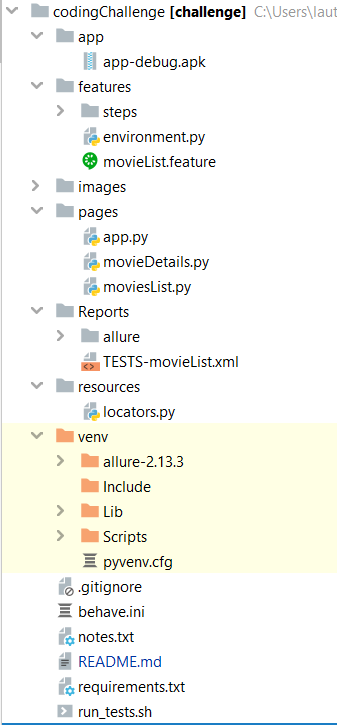 codingChallenge [challenge] C:\Users\laut
app
app-debug.apk
features
steps
environment.py
movieList.feature
images
pages
app.py
movieDetails.py
moviesList.py
Reports
allure
TESTS-movieList.xml
resources
locators.py
venv
allure-2.13.3
Include
Lib
Scripts
pyvenv.cfg
.gitignore
behave.ini
notes.txt
README.md
requirements.txt
run_tests.sh